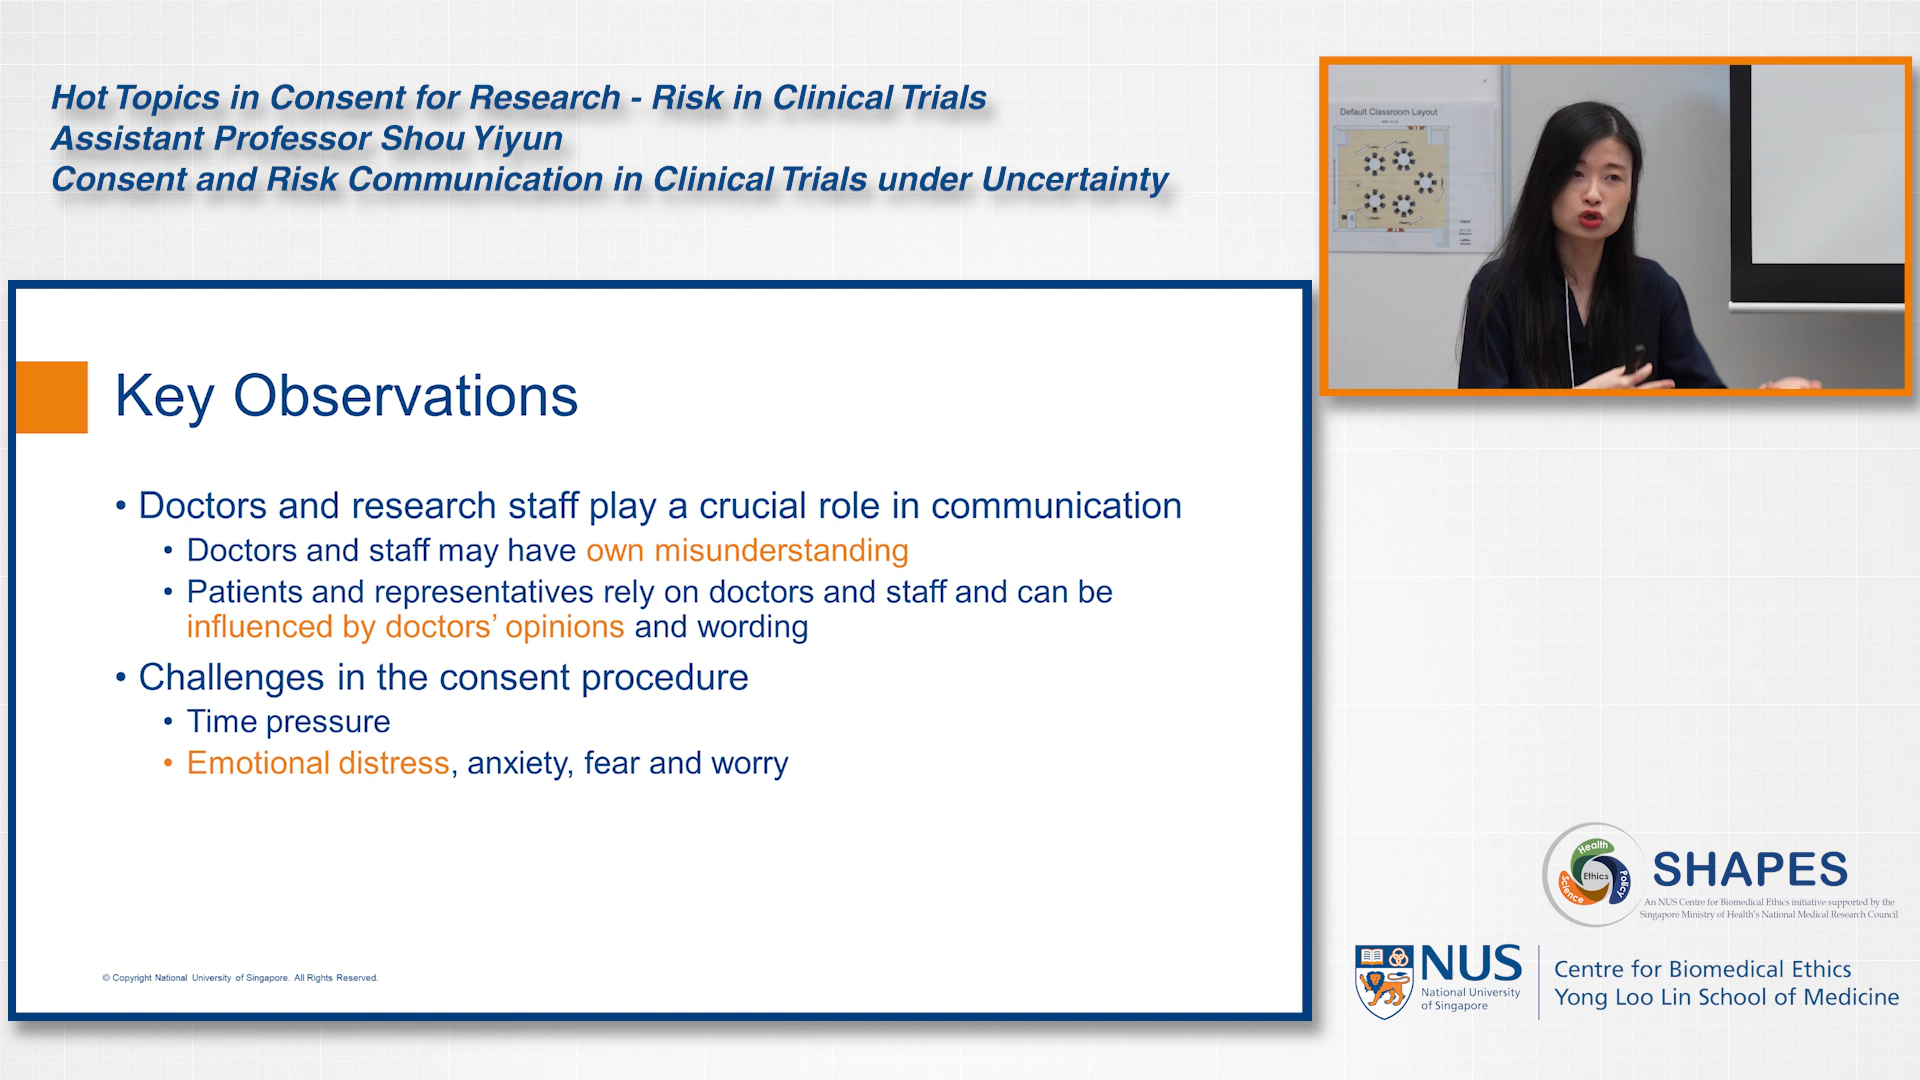 Hot Topics in Consent for Research - Risk in Clinical Trials
Assistant Professor Shou Yiyun
Consent and Risk Communication in Clinical Trials under Uncertainty
Default Classroom Layout
Key Observations
• Doctors and research staff play a crucial role in communication
• Doctors and staff may have own misunderstanding
• Patients and representatives rely on doctors and staff and can be
influenced by doctors’ opinions and wording
• Challenges in the consent procedure
• Time pressure
• Emotional distress, anxiety, fear and worry
© Copyright National University of Singapore. All Rights Reserved.
Health
Ethics
Science
Policy
SHAPES
An NUS Centre for Biomedical Ethics initiative supported by the
Singapore Ministry of Health's National Medical Research Council
NUS
National University
of Singapore
Centre for Biomedical Ethics
Yong Loo Lin School of Medicine